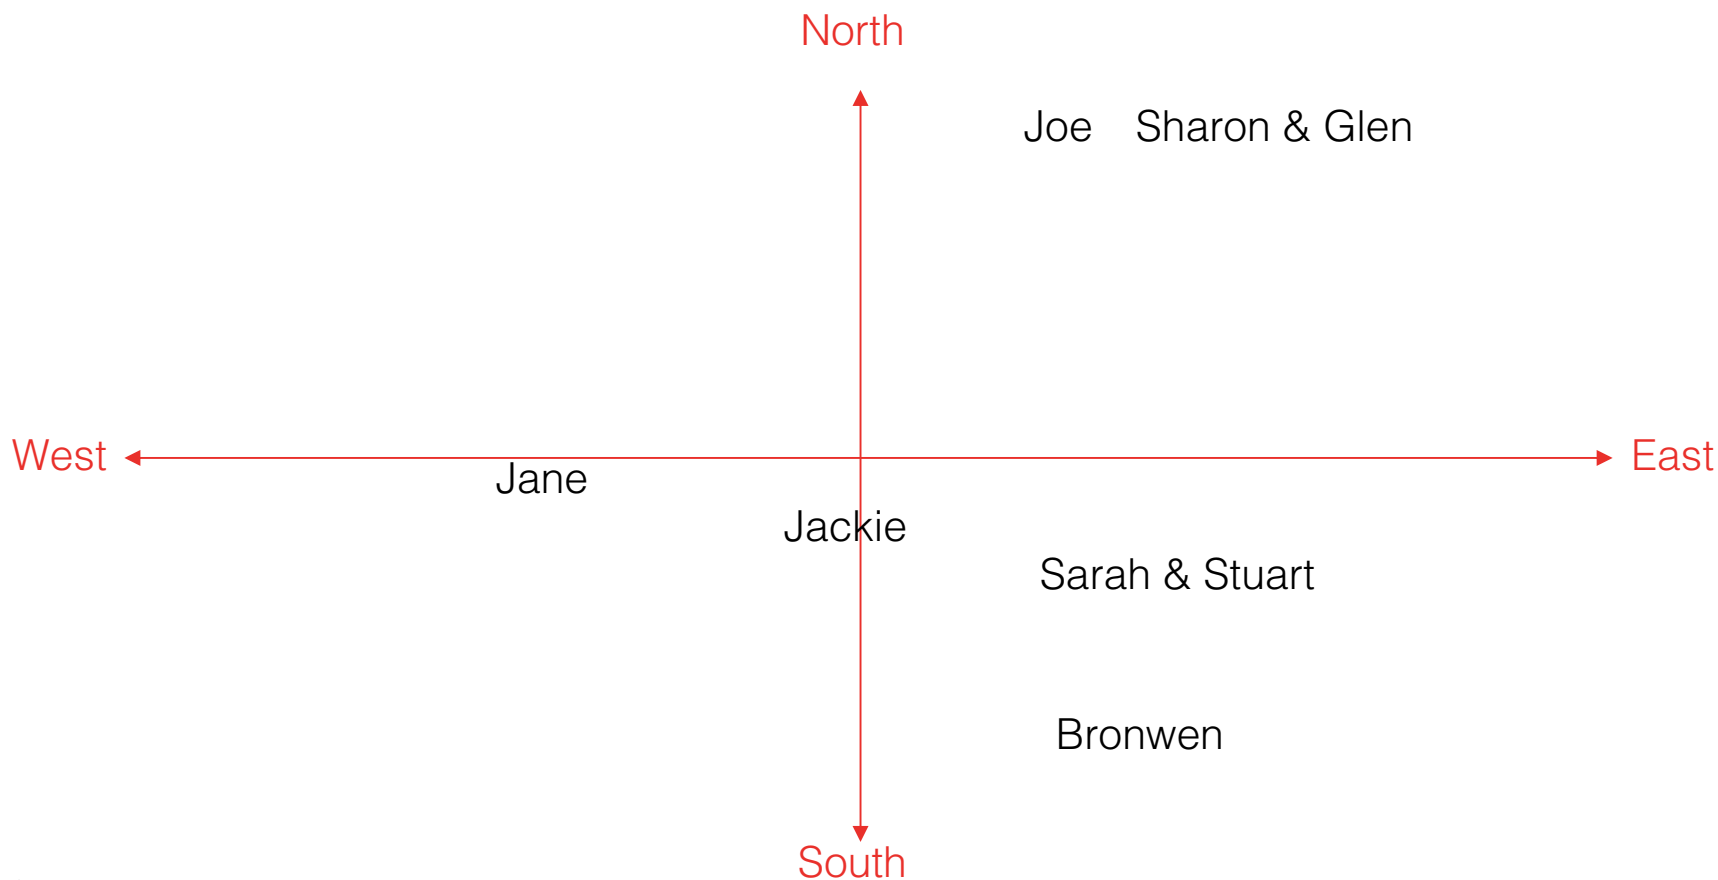 North
Joe Sharon & Glen
West
East
Jane
Jackie
Sarah & Stuart
Bronwen
South